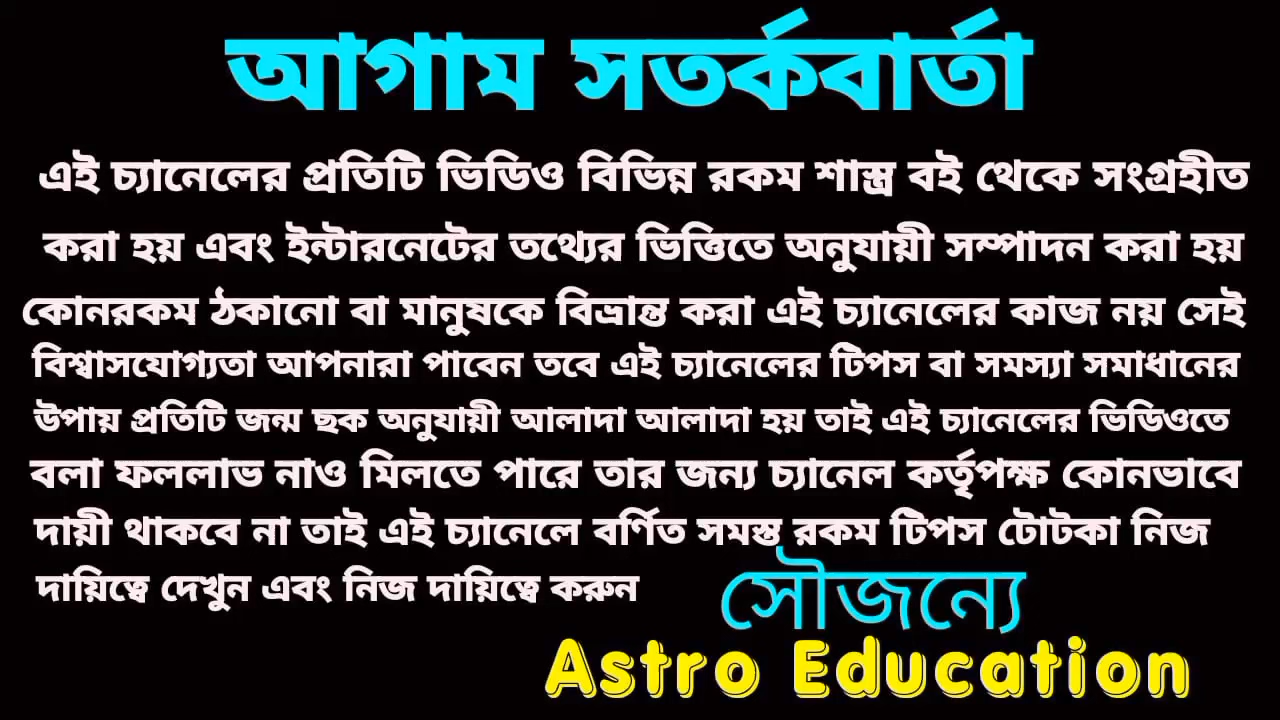 আগাম সতর্কবার্তা
এই চ্যানেলের প্রতিটি ভিডিও বিভিন্ন রকম শাস্ত্র বই থেকে সংগ্রহীত
করা হয় এবং ইন্টারনেটের তথ্যের ভিত্তিতে অনুযায়ী সম্পাদন করা হয়
কোনরকম ঠকানো বা মানুষকে বিভ্রান্ত করা এই চ্যানেলের কাজ নয় সেই
বিশ্বাসযোগ্যতা আপনারা পাবেন তবে এই চ্যানেলের টিপস বা সমস্যা সমাধানের
উপায় প্রতিটি জন্ম ছক অনুযায়ী আলাদা আলাদা হয় তাই এই চ্যানেলের ভিডিওতে
বলা ফললাভ নাও মিলতে পারে তার জন্য চ্যানেল কর্তৃপক্ষ কোনভাবে
দায়ী থাকবে না তাই এই চ্যানেলে বর্ণিত সমস্ত রকম টিপস টোটকা নিজ
দায়িত্বে দেখুন এবং নিজ দায়িত্বে করুন
সৌজন্যে
Astro Education